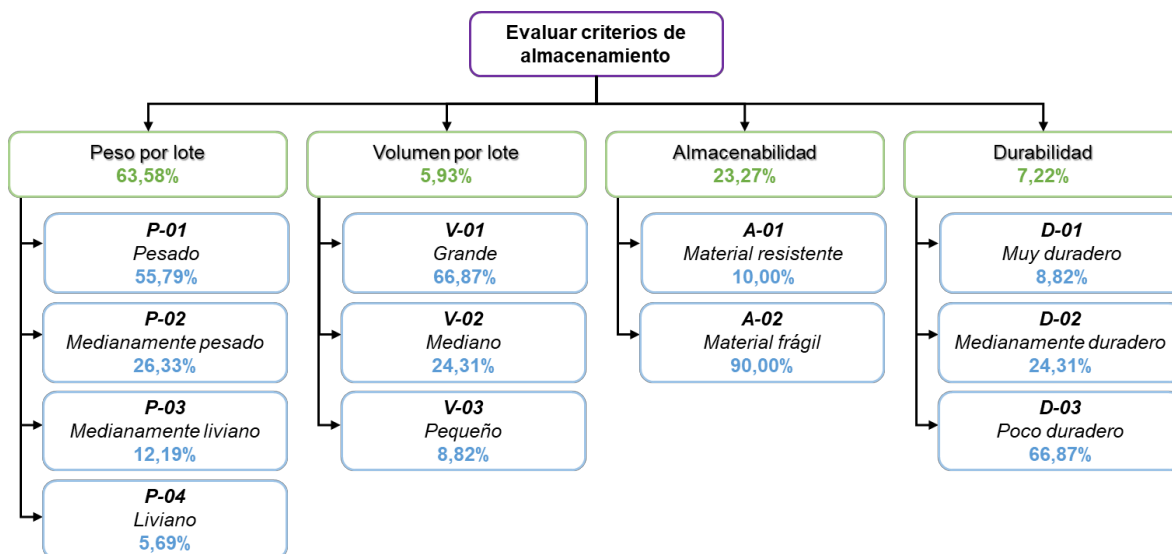 Evaluar criterios de
almacenamiento
Peso por lote
63,58%
P-01
Pesado
55,79%
P-02
Medianamente pesado
26,33%
P-03
Medianamente liviano
12,19%
P-04
Liviano
5,69%
Volumen por lote
5,93%
V-01
Grande
66,87%
V-02
Mediano
24,31%
V-03
Pequeño
8,82%
Almacenabilidad
23,27%
A-01
Material resistente
10,00%
A-02
Material frágil
90,00%
Durabilidad
7,22%
D-01
Muy duradero
8,82%
D-02
Medianamente duradero
24,31%
D-03
Poco duradero
66,87%